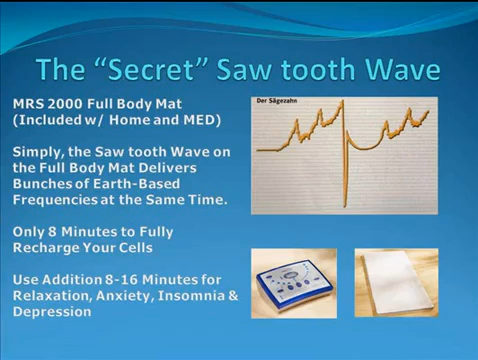 The “Secret” Saw tooth Wave
MRS 2000 Full Body Mat
(Included w/ Home and MED)
Simply, the Saw tooth Wave on
the Full Body Mat Delivers
Bunches of Earth-Based
Frequencies at the Same Time.
Only 8 Minutes to Fully
Recharge Your Cells
Use Addition 8-16 Minutes for
Relaxation, Anxiety, Insomnia &
Depression
Der Sägezahn